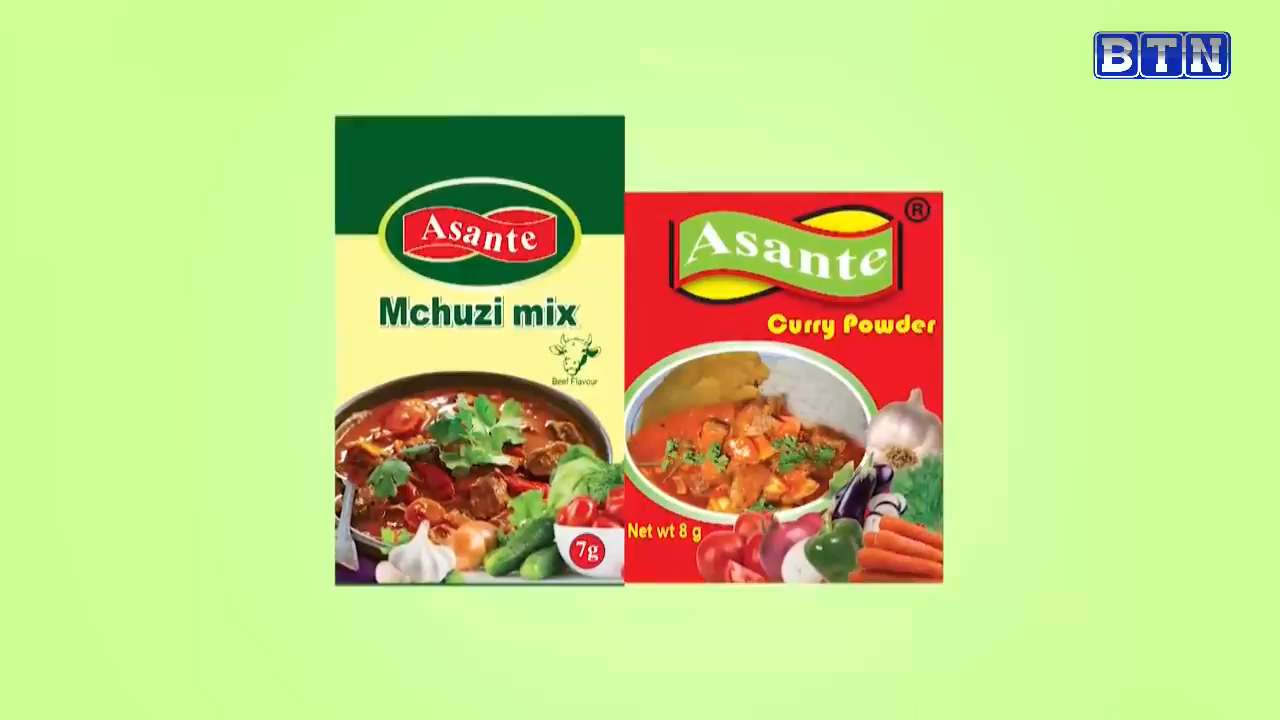 BTN
Asante
Mchuzi mix
Beef Flavour
7g
Asante
®
Curry Powder
Net wt 8 g